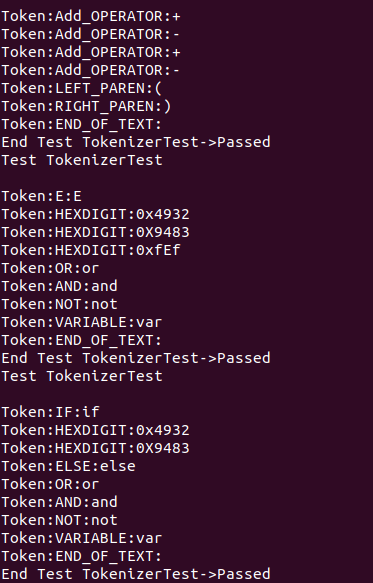 Token:Add_OPERATOR:+
Token:Add_OPERATOR:-
Token:Add_OPERATOR:+
Token:Add_OPERATOR:-
Token:LEFT_PAREN:(
Token:RIGHT_PAREN:)
Token:END_OF_TEXT:
End Test TokenizerTest->Passed
Test TokenizerTest
Token:E:E
Token:HEXDIGIT:0x4932
Token:HEXDIGIT:0X9483
Token:HEXDIGIT:0xfEf
Token:OR:or
Token:AND:and
Token:NOT:not
Token:VARIABLE:var
Token:END_OF_TEXT:
End Test TokenizerTest->Passed
Test TokenizerTest
Token:IF:if
Token:HEXDIGIT:0x4932
Token:HEXDIGIT:0X9483
Token:ELSE:else
Token:OR:or
Token:AND:and
Token:NOT:not
Token:VARIABLE:var
Token:END_OF_TEXT:
End Test TokenizerTest->Passed